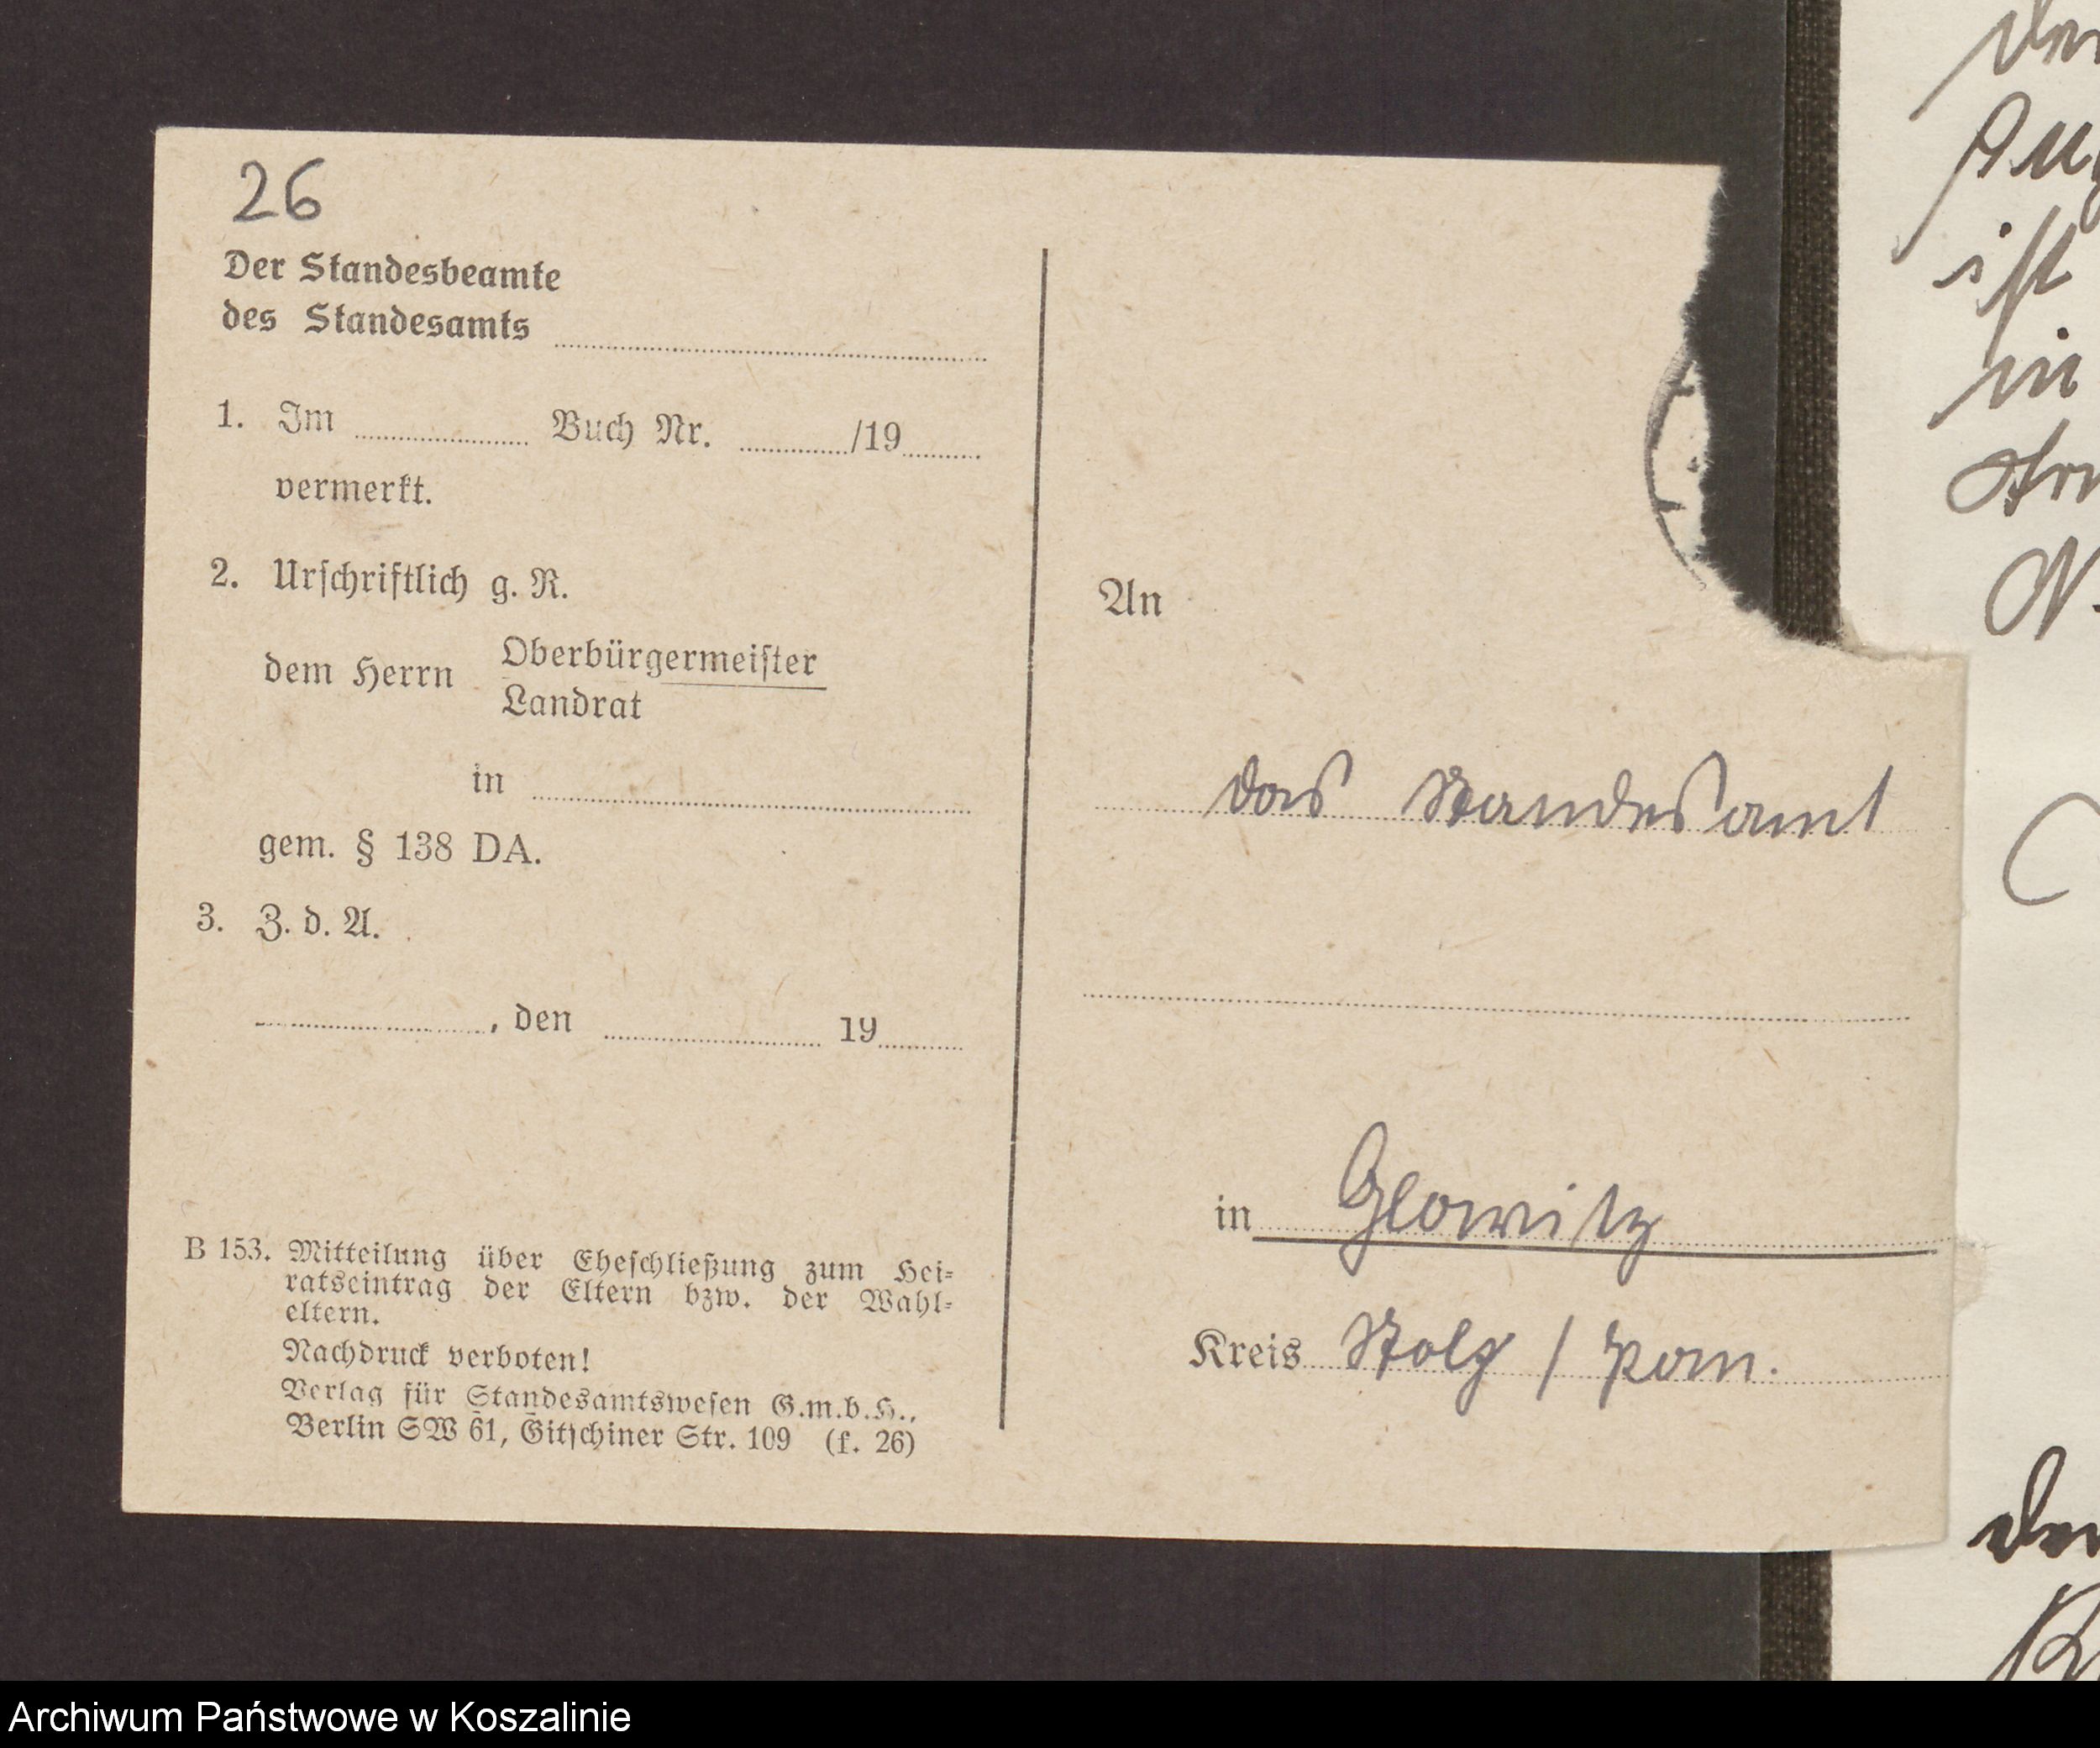 26
Der Standesbeamte
des Standesamts
1. Im Buch Nr. /19
vermerkt.
2. Urschriftlich g. R.
dem Herrn Oberbürgermeister
Landrat
in
gem. § 138 DA.
3. Z. d. A.
, den 19
B 153. Mitteilung über Eheschließung zum Hei-
ratseintrag der Eltern bzw. der Wahl-
eltern.
Nachdruck verboten!
Verlag für Standesamtswesen G.m.b.H.,
Berlin SW 61, Gitschiner Str. 109 (k. 26)
An
das Standesamt
in Glowitz
Kreis Stolp / Pom.
ist
in
Archiwum Państwowe w Koszalinie